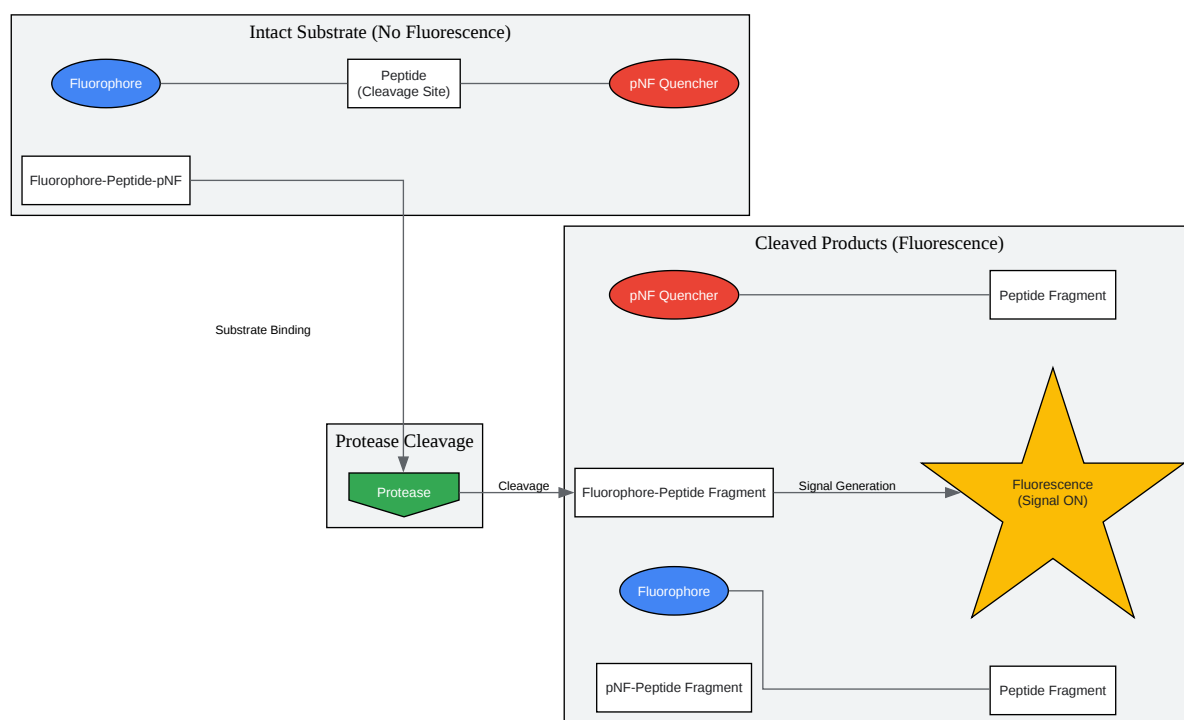 Intact Substrate (No Fluorescence)
Fluorophore
Peptide
(Cleavage Site)
pNF Quencher
Fluorophore-Peptide-pNF
Cleaved Products (Fluorescence)
pNF Quencher
Peptide Fragment
Substrate Binding
Protease Cleavage
Protease
Cleavage
Fluorophore-Peptide Fragment
Signal Generation
Fluorescence
(Signal ON)
Fluorophore
pNF-Peptide Fragment
Peptide Fragment